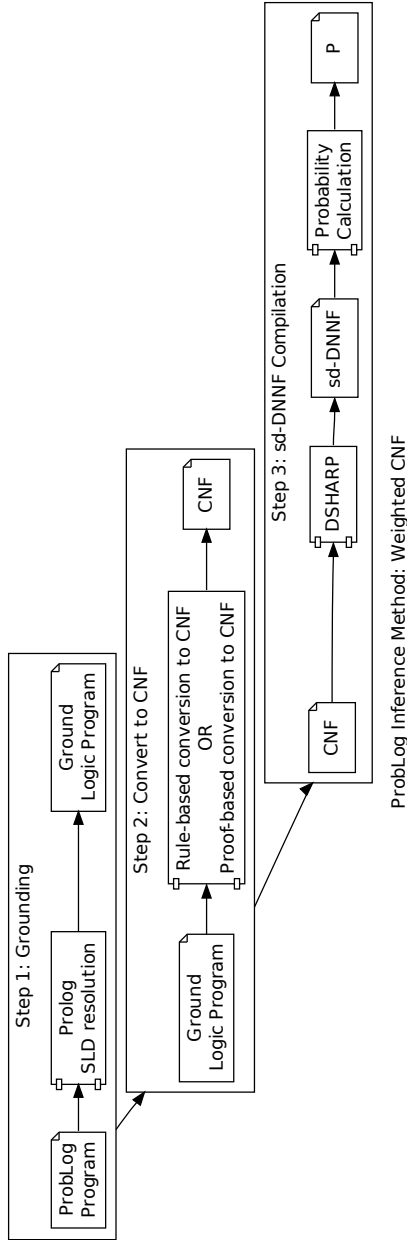 Step 1: Grounding
ProbLog
Program
Prolog
SLD resolution
Ground
Logic Program
Step 2: Convert to CNF
Ground
Logic Program
Rule-based conversion to CNF
OR
Proof-based conversion to CNF
CNF
Step 3: sd-DNNF Compilation
CNF
DSHARP
sd-DNNF
Probability
Calculation
P
ProbLog Inference Method: Weighted CNF